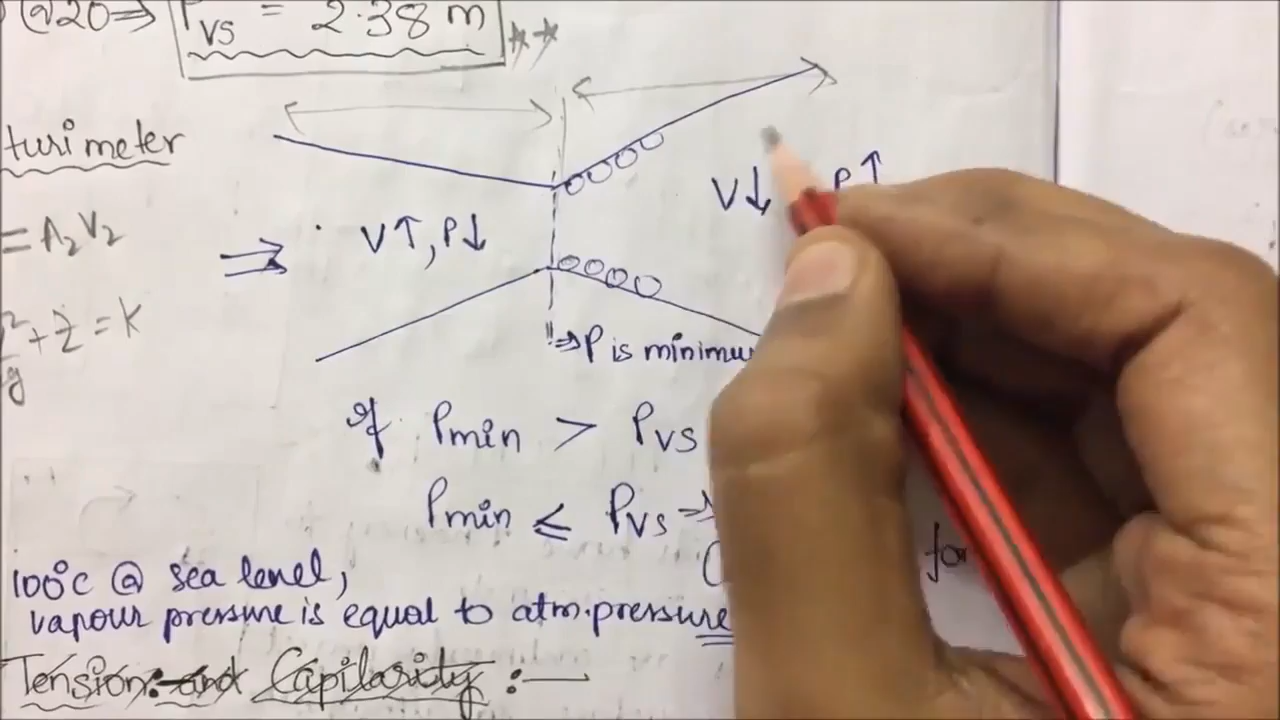 @20⇒ PVS = 2.38 m **
turimeter
= A₂V₂
V↑, P↓
V↓ P↑
+Z = K
⇒ P is minimu
If Pmin > PVS
Pmin ≤ PVS →
for
100°C @ sea level,
vapour pressure is equal to atm. pressure
Tension and Capilarity :—